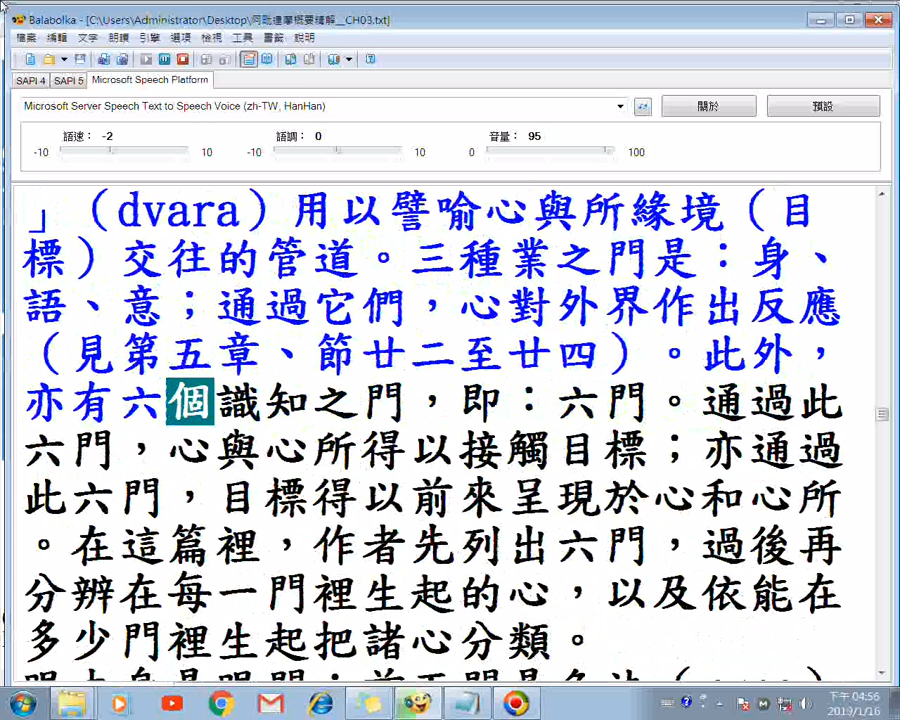 Balabolka - [C:\Users\Administrator\Desktop\阿毗達摩概要精解__CH03.txt]
檔案 編輯 文字 朗讀 引擎 選項 檢視 工具 書籤 說明
SAPI 4 SAPI 5 Microsoft Speech Platform
Microsoft Server Speech Text to Speech Voice (zh-TW, HanHan) 關於 預設
語速： -2 語調： 0 音量： 95
-10 10 -10 10 0 100
」（dvara）用以譬喻心與所緣境（目
標）交往的管道。三種業之門是：身、
語、意；通過它們，心對外界作出反應
（見第五章、節廿二至廿四）。此外，
亦有六個識知之門，即：六門。通過此
六門，心與心所得以接觸目標；亦通過
此六門，目標得以前來呈現於心和心所
。在這篇裡，作者先列出六門，過後再
分辨在每一門裡生起的心，以及依能在
多少門裡生起把諸心分類。
下午 04:56
2019/1/16